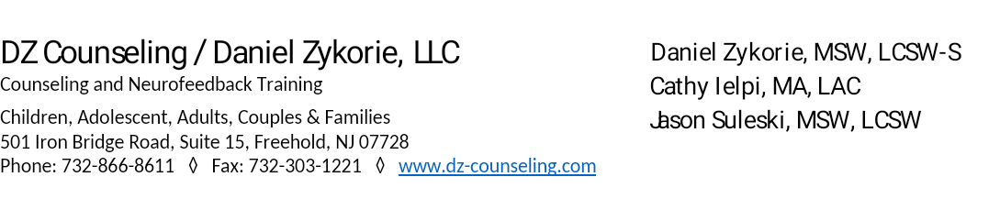 DZ Counseling / Daniel Zykorie, LLC
Counseling and Neurofeedback Training
Children, Adolescent, Adults, Couples & Families
501 Iron Bridge Road, Suite 15, Freehold, NJ 07728
Phone: 732-866-8611 ◊ Fax: 732-303-1221 ◊ www.dz-counseling.com
Daniel Zykorie, MSW, LCSW-S
Cathy Ielpi, MA, LAC
Jason Suleski, MSW, LCSW